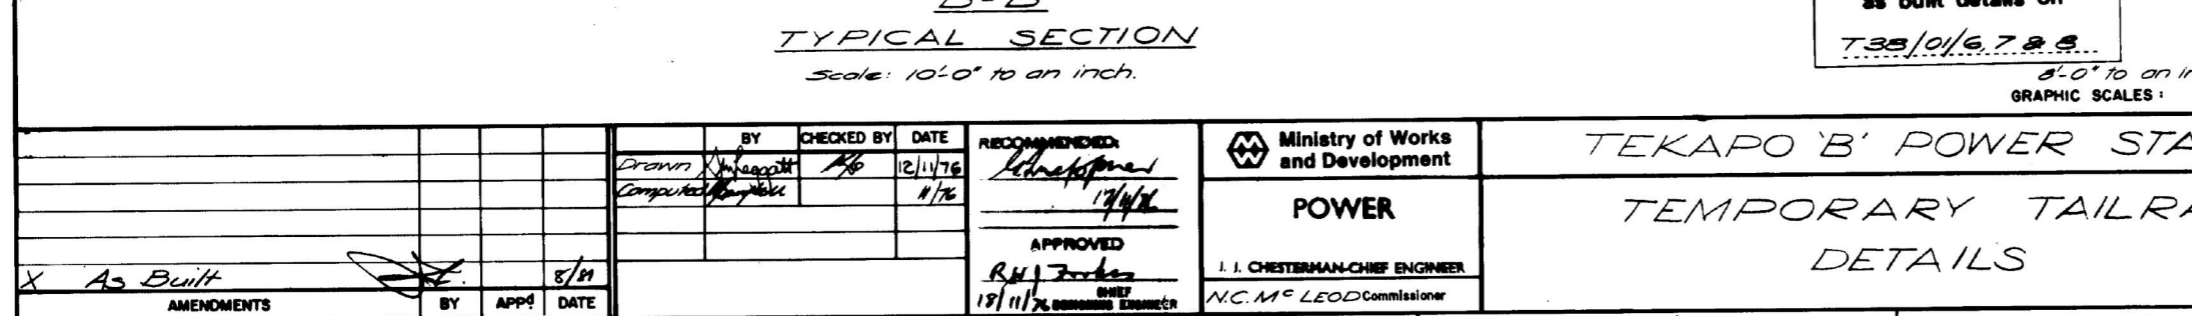 B-B
TYPICAL SECTION
Scale: 10'-0" to an inch.
as built details on
T38/01/6,7 & 8
8'-0" to an in
GRAPHIC SCALES:
X As Built 8/81
AMENDMENTS BY APPd DATE
BY CHECKED BY DATE
Drawn 12/11/76
Computed 11/76
RECOMMENDED:
APPROVED
18/11/76 CHIEF
ENGINEER
Ministry of Works
and Development
POWER
J. J. CHESTERMAN-CHIEF ENGINEER
N.C. Mc LEOD Commissioner
TEKAPO 'B' POWER STA
TEMPORARY TAILRA
DETAILS